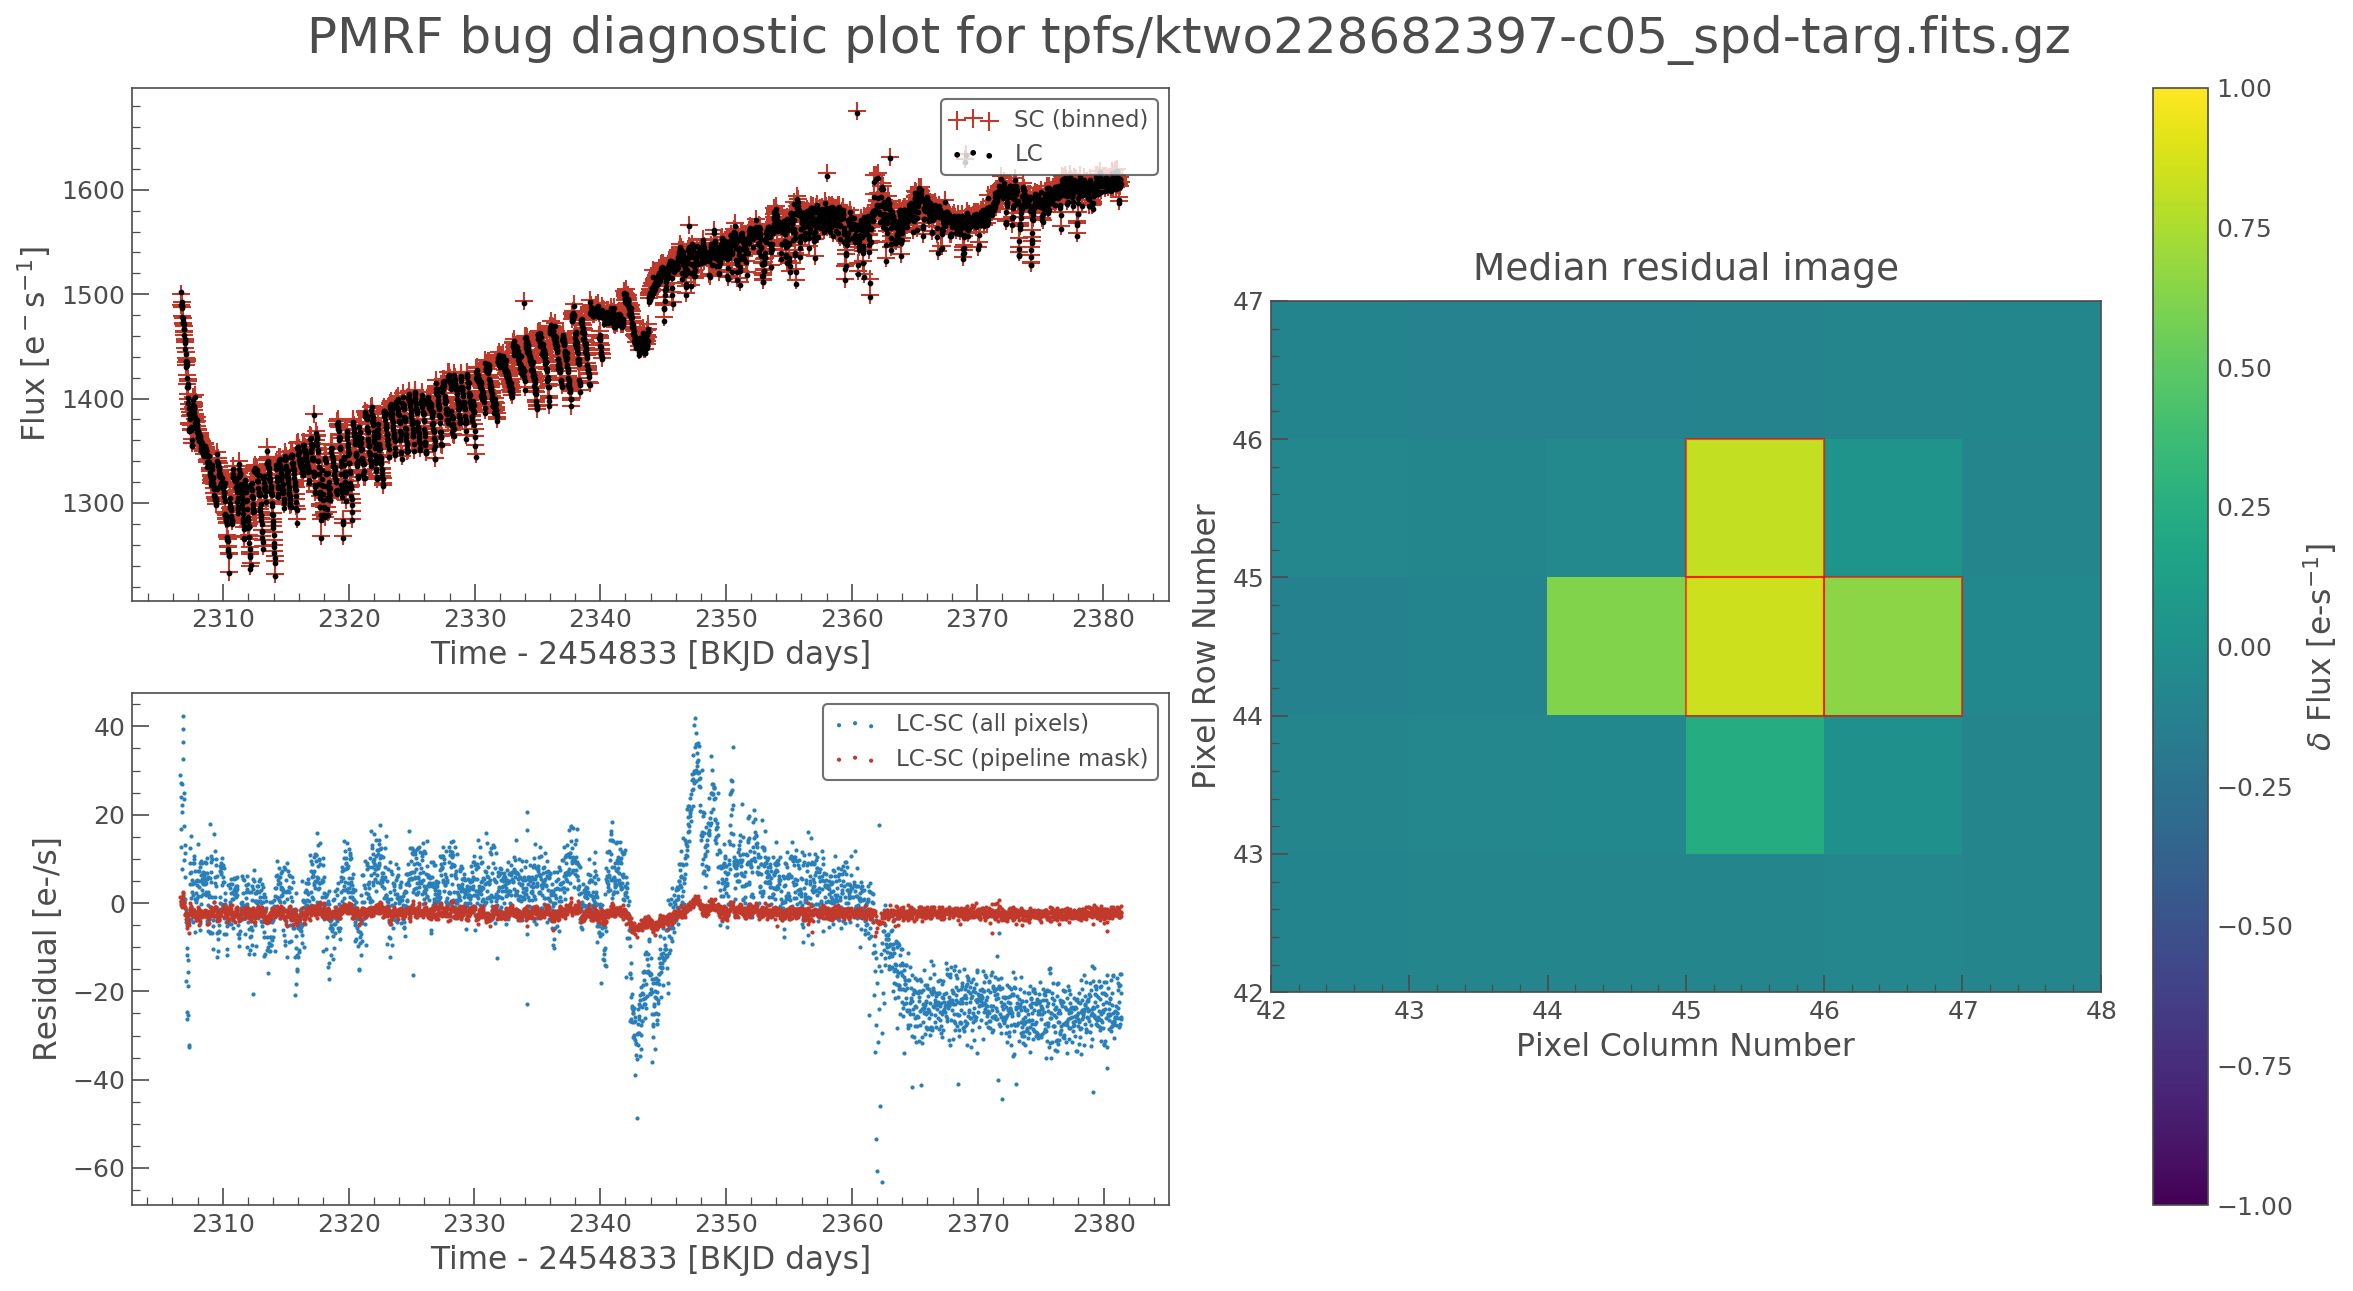 PMRF bug diagnostic plot for tpfs/ktwo228682397-c05_spd-targ.fits.gz
SC (binned)
LC
1600
1500
1400
1300
Flux [e⁻ s⁻¹]
2310 2320 2330 2340 2350 2360 2370 2380
Time - 2454833 [BKJD days]
LC-SC (all pixels)
LC-SC (pipeline mask)
40
20
0
−20
−40
−60
Residual [e-/s]
2310 2320 2330 2340 2350 2360 2370 2380
Time - 2454833 [BKJD days]
Median residual image
47
46
45
44
43
42
Pixel Row Number
42 43 44 45 46 47 48
Pixel Column Number
1.00
0.75
0.50
0.25
0.00
−0.25
−0.50
−0.75
−1.00
δ Flux [e-s⁻¹]